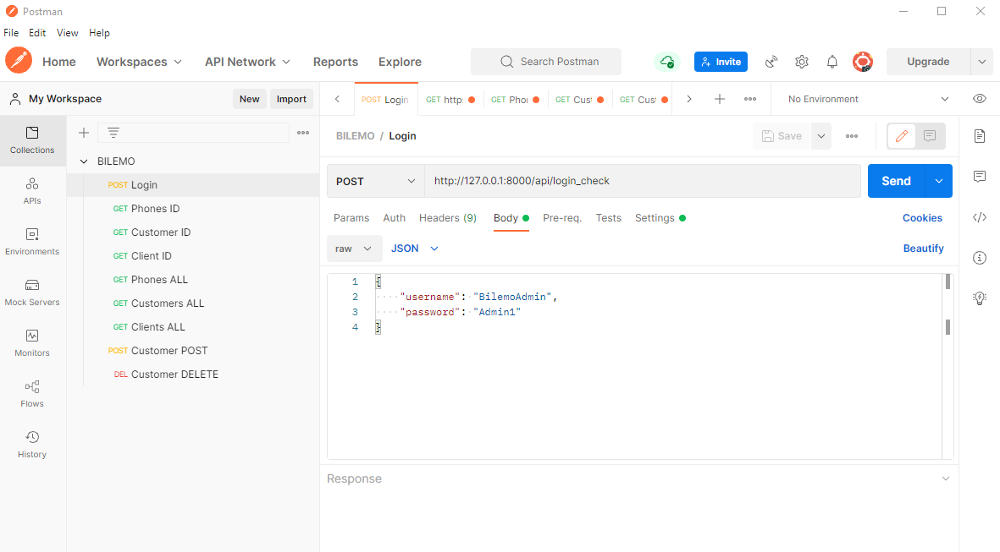 Postman
File Edit View Help
Home Workspaces API Network Reports Explore Search Postman Invite Upgrade
My Workspace New Import
POST Login GET http: GET Phon GET Cust GET Cust No Environment
BILEMO / Login Save
Collections
APIs
Environments
Mock Servers
Monitors
Flows
History
BILEMO
POST Login
GET Phones ID
GET Customer ID
GET Client ID
GET Phones ALL
GET Customers ALL
GET Clients ALL
POST Customer POST
DEL Customer DELETE
POST http://127.0.0.1:8000/api/login_check Send
Params Auth Headers (9) Body Pre-req. Tests Settings Cookies
raw JSON Beautify
1 {
2 "username": "BilemoAdmin",
3 "password": "Admin1"
4 }
Response